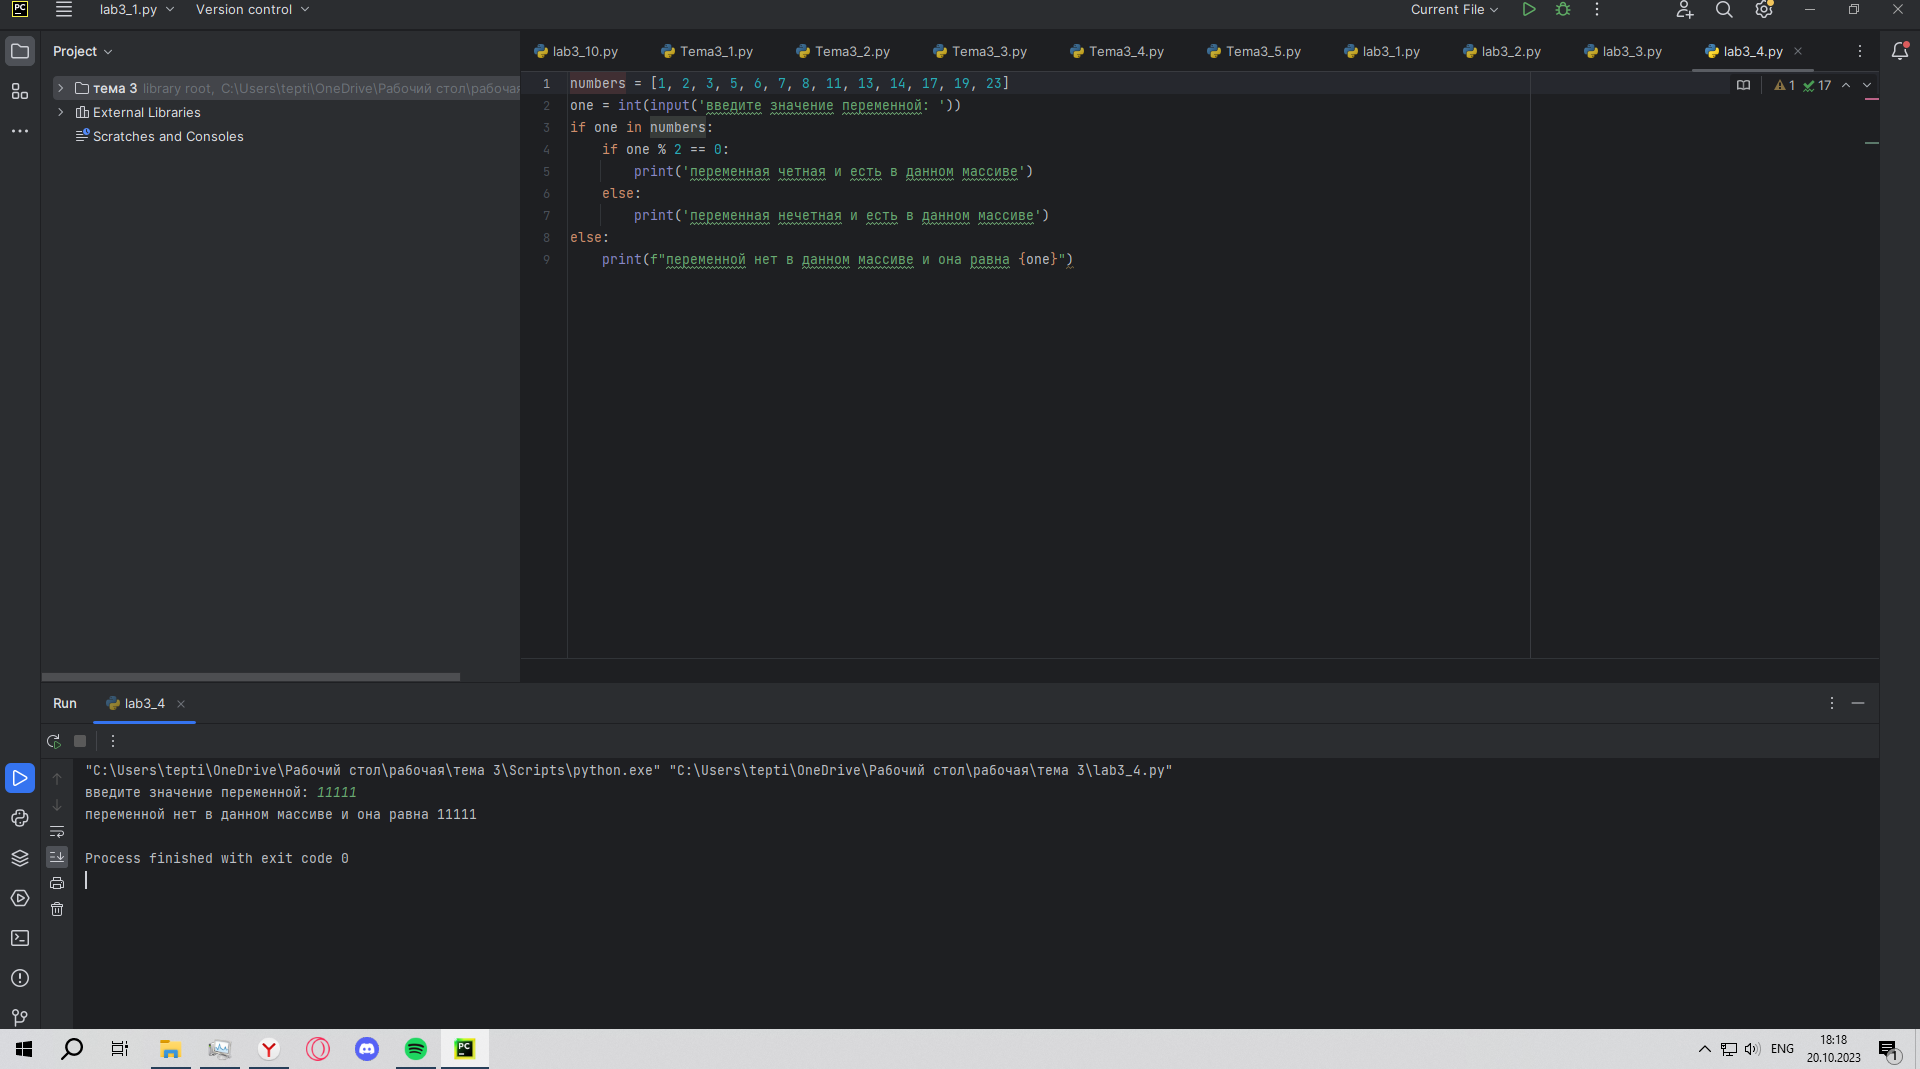 PC lab3_1.py Version control Current File
Project
lab3_10.py Tema3_1.py Tema3_2.py Tema3_3.py Tema3_4.py Tema3_5.py lab3_1.py lab3_2.py lab3_3.py lab3_4.py
тема 3 library root, C:\Users\tepti\OneDrive\Рабочий стол\рабочая
External Libraries
Scratches and Consoles
1 numbers = [1, 2, 3, 5, 6, 7, 8, 11, 13, 14, 17, 19, 23]
1 17
2 one = int(input('введите значение переменной: '))
3 if one in numbers:
4 if one % 2 == 0:
5 print('переменная четная и есть в данном массиве')
6 else:
7 print('переменная нечетная и есть в данном массиве')
8 else:
9 print(f"переменной нет в данном массиве и она равна {one}")
Run lab3_4
"C:\Users\tepti\OneDrive\Рабочий стол\рабочая\тема 3\Scripts\python.exe" "C:\Users\tepti\OneDrive\Рабочий стол\рабочая\тема 3\lab3_4.py"
введите значение переменной: 11111
переменной нет в данном массиве и она равна 11111
Process finished with exit code 0
PC ENG 18:18
20.10.2023
1